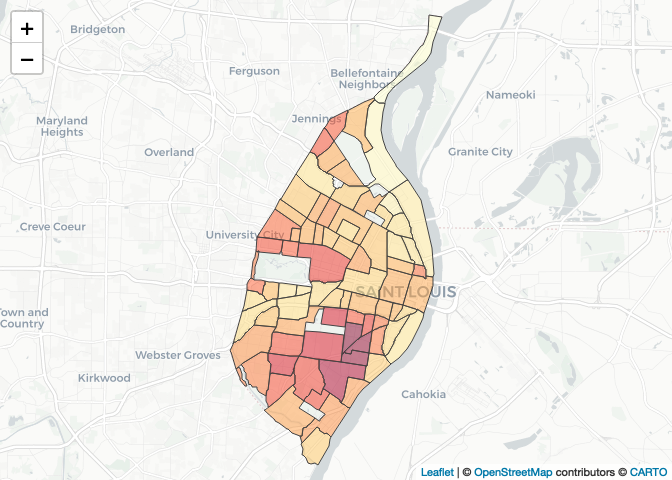 +
−
Bridgeton
Ferguson
Bellefontaine
Neighbors
Nameoki
Jennings
Maryland
Heights
Overland
Granite City
Creve Coeur
University City
SAINT LOUIS
Town and
Country
Webster Groves
Kirkwood
Cahokia
Leaflet | © OpenStreetMap contributors © CARTO